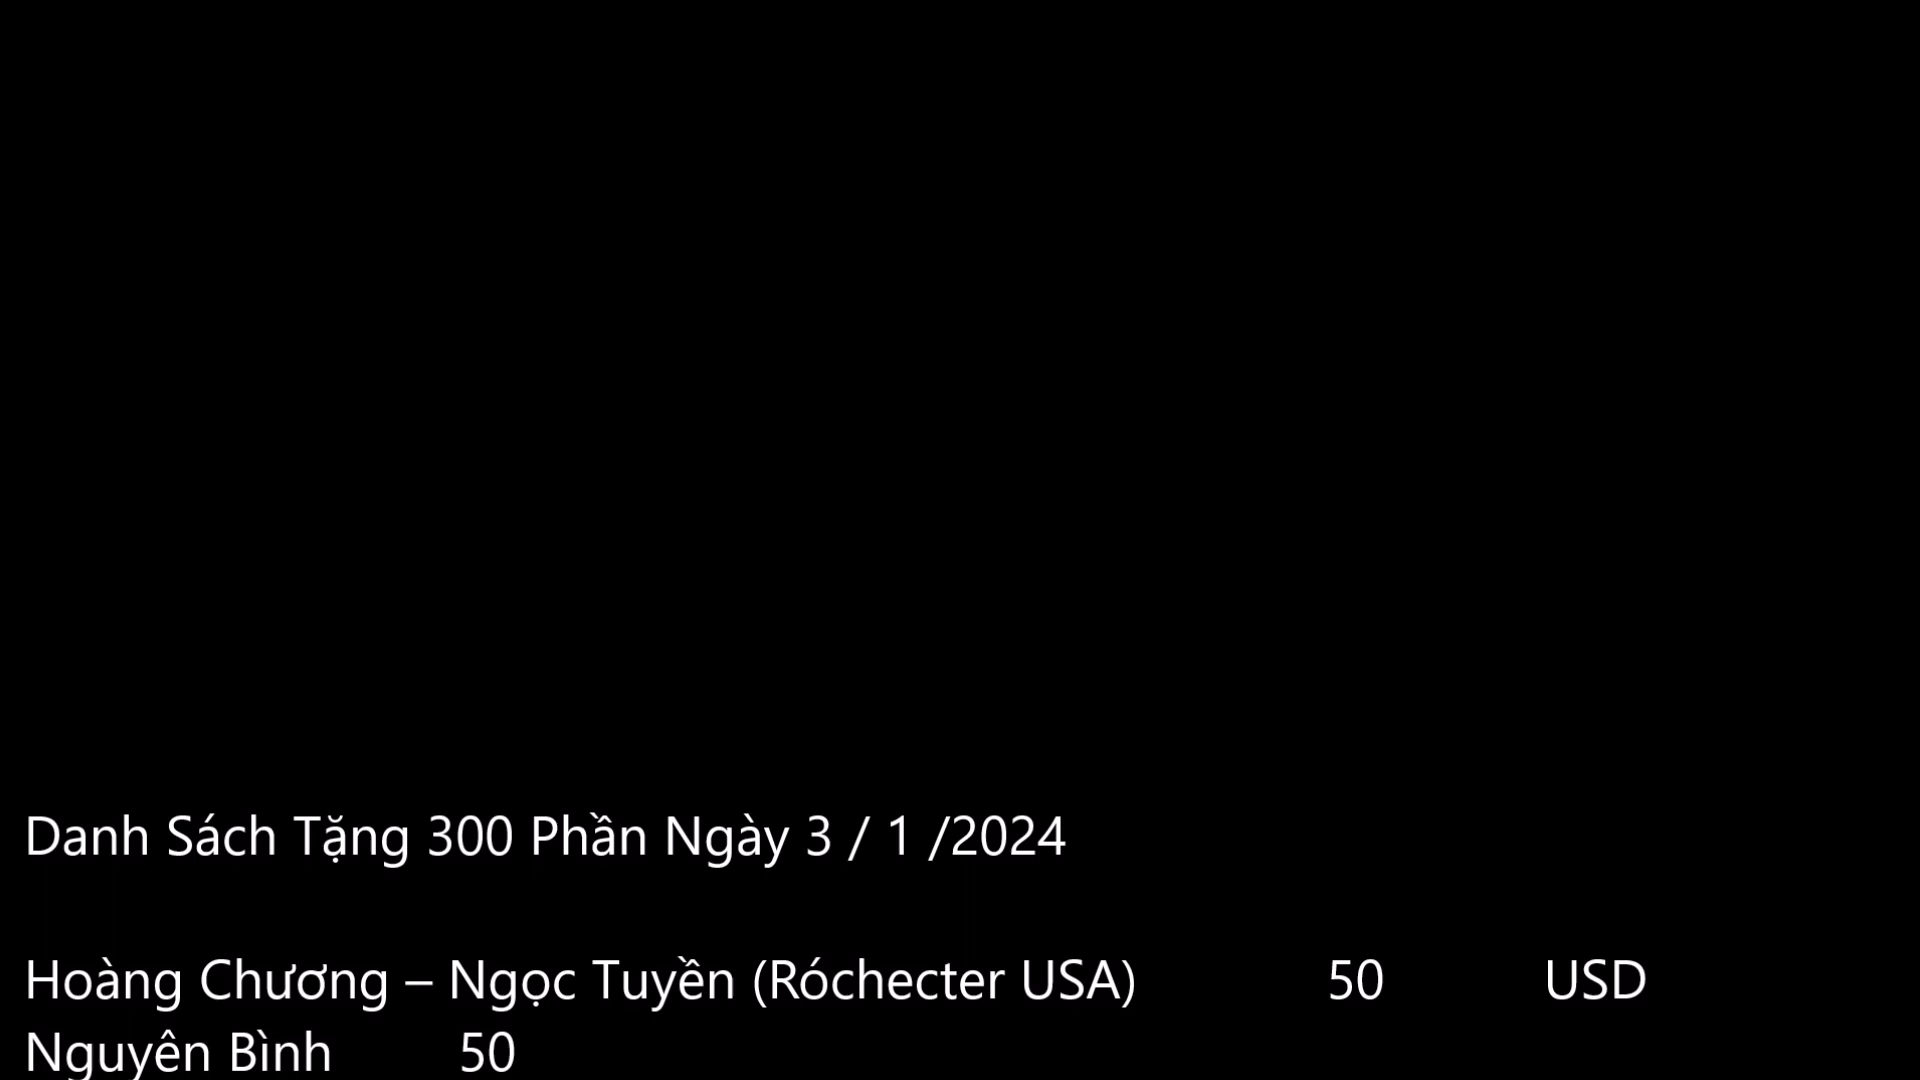 Danh Sách Tặng 300 Phần Ngày 3 / 1 /2024
Hoàng Chương – Ngọc Tuyền (Róchecter USA) 50 USD
Nguyên Bình 50